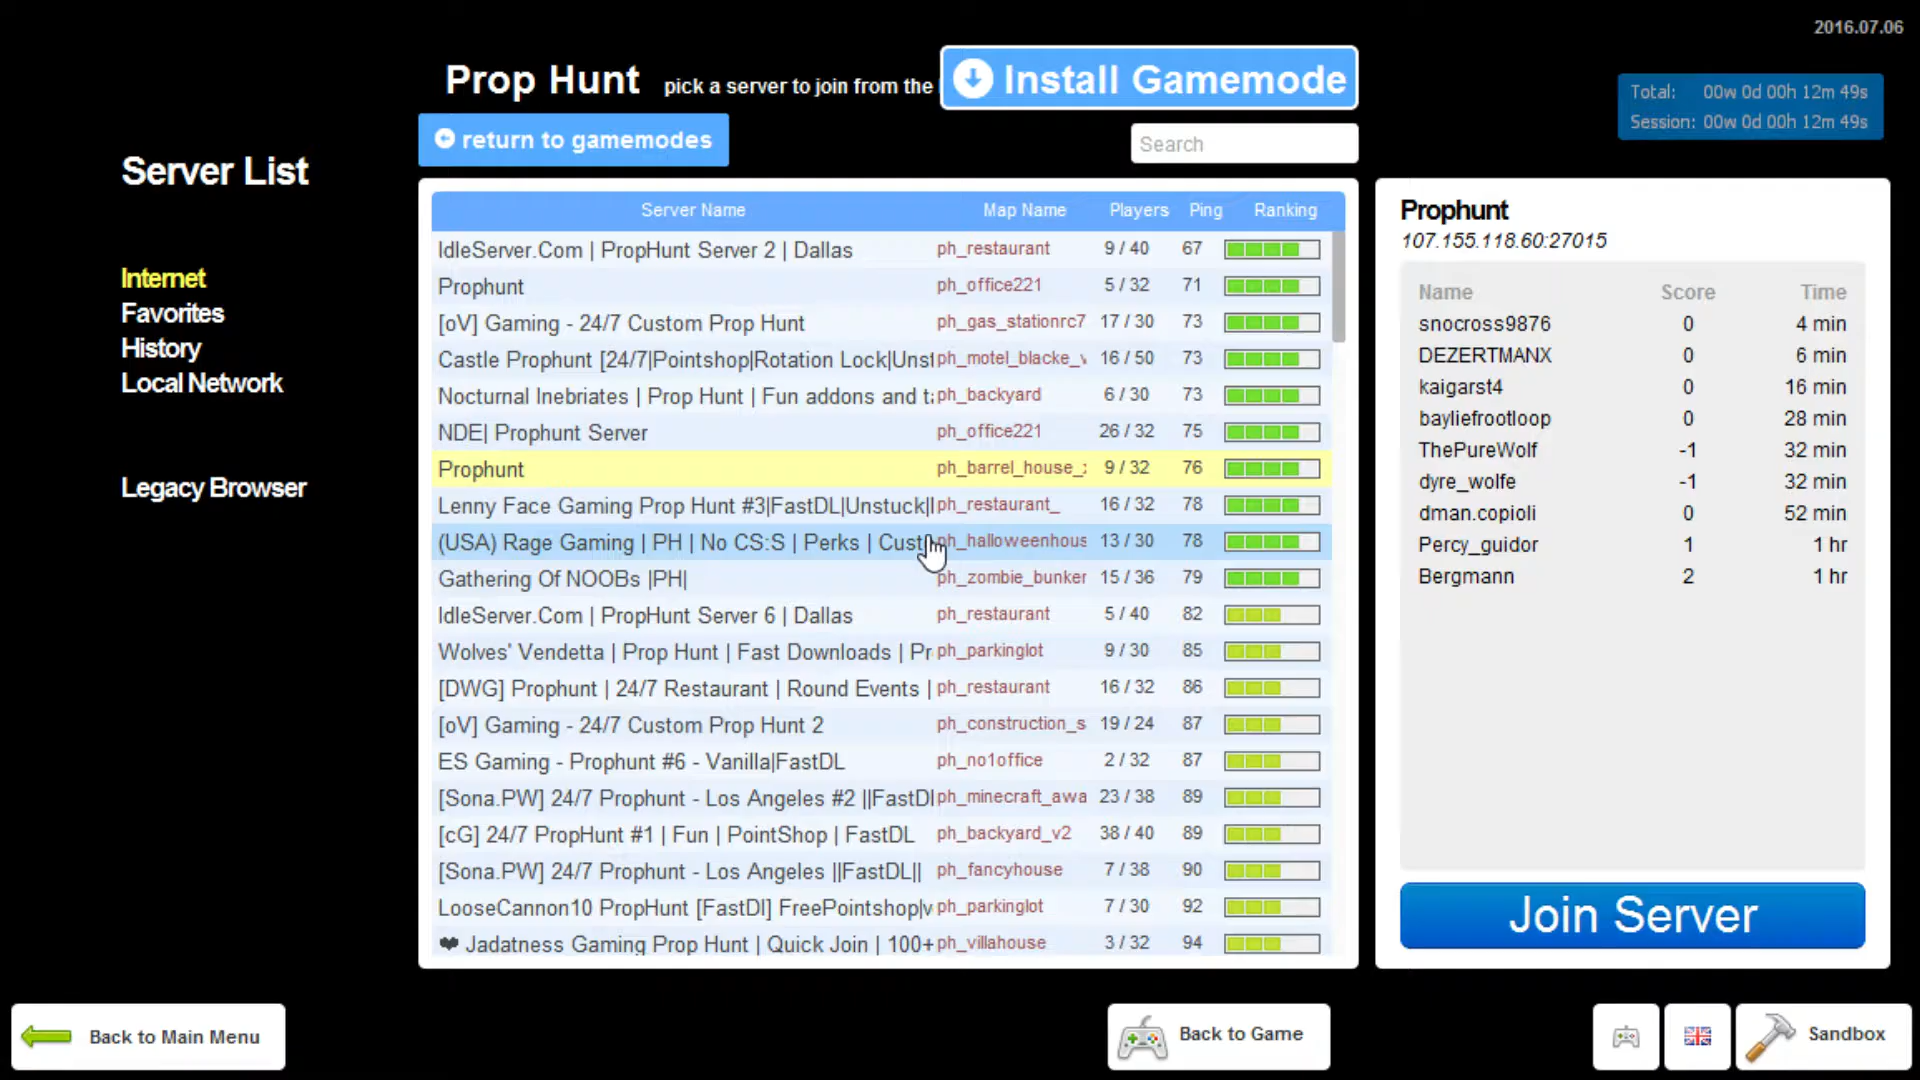 2016.07.06
Prop Hunt pick a server to join from the
Install Gamemode
Total: 00w 0d 00h 12m 49s
Session: 00w 0d 00h 12m 49s
return to gamemodes
Search
Server List
Internet
Favorites
History
Local Network
Legacy Browser
Server Name Map Name Players Ping Ranking
IdleServer.Com | PropHunt Server 2 | Dallas ph_restaurant 9 / 40 67
Prophunt ph_office221 5 / 32 71
[oV] Gaming - 24/7 Custom Prop Hunt ph_gas_stationrc7 17 / 30 73
Castle Prophunt [24/7|Pointshop|Rotation Lock|Unst ph_motel_blacke_v 16 / 50 73
Nocturnal Inebriates | Prop Hunt | Fun addons and ta ph_backyard 6 / 30 73
NDE| Prophunt Server ph_office221 26 / 32 75
Prophunt ph_barrel_house_ 9 / 32 76
Lenny Face Gaming Prop Hunt #3|FastDL|Unstuck| ph_restaurant_ 16 / 32 78
(USA) Rage Gaming | PH | No CS:S | Perks | Cust ph_halloweenhous 13 / 30 78
Gathering Of NOOBs |PH| ph_zombie_bunker 15 / 36 79
IdleServer.Com | PropHunt Server 6 | Dallas ph_restaurant 5 / 40 82
Wolves' Vendetta | Prop Hunt | Fast Downloads | Pr ph_parkinglot 9 / 30 85
[DWG] Prophunt | 24/7 Restaurant | Round Events | ph_restaurant 16 / 32 86
[oV] Gaming - 24/7 Custom Prop Hunt 2 ph_construction_s 19 / 24 87
ES Gaming - Prophunt #6 - Vanilla|FastDL ph_no1office 2 / 32 87
[Sona.PW] 24/7 Prophunt - Los Angeles #2 ||FastDl ph_minecraft_awa 23 / 38 89
[cG] 24/7 PropHunt #1 | Fun | PointShop | FastDL ph_backyard_v2 38 / 40 89
[Sona.PW] 24/7 Prophunt - Los Angeles ||FastDL|| ph_fancyhouse 7 / 38 90
LooseCannon10 PropHunt [FastDl] FreePointshop|v ph_parkinglot 7 / 30 92
❤ Jadatness Gaming Prop Hunt | Quick Join | 100+ ph_villahouse 3 / 32 94
Prophunt
107.155.118.60:27015
Name Score Time
snocross9876 0 4 min
DEZERTMANX 0 6 min
kaigarst4 0 16 min
bayliefrootloop 0 28 min
ThePureWolf -1 32 min
dyre_wolfe -1 32 min
dman.copioli 0 52 min
Percy_guidor 1 1 hr
Bergmann 2 1 hr
Join Server
Back to Main Menu
Back to Game
Sandbox